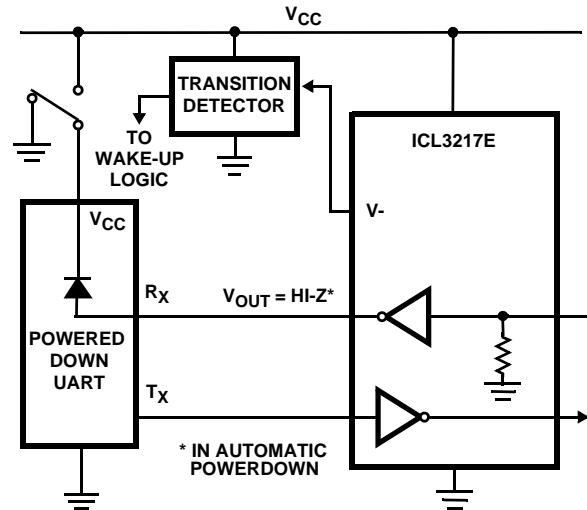 VCC
TRANSITION
DETECTOR
TO
WAKE-UP
LOGIC
ICL3217E
V-
VCC
RX
VOUT = HI-Z*
POWERED
DOWN
UART
TX
* IN AUTOMATIC
POWERDOWN